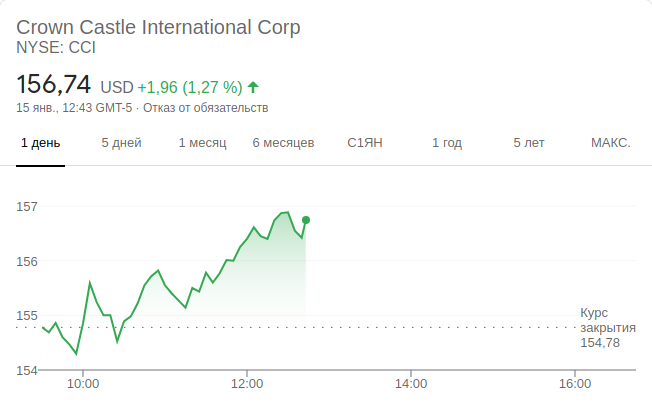 Crown Castle International Corp
NYSE: CCI
156,74 USD +1,96 (1,27 %)
15 янв., 12:43 GMT-5 · Отказ от обязательств
1 день 5 дней 1 месяц 6 месяцев С1ЯН 1 год 5 лет МАКС.
157
156
155
154
Курс
закрытия
154,78
10:00 12:00 14:00 16:00